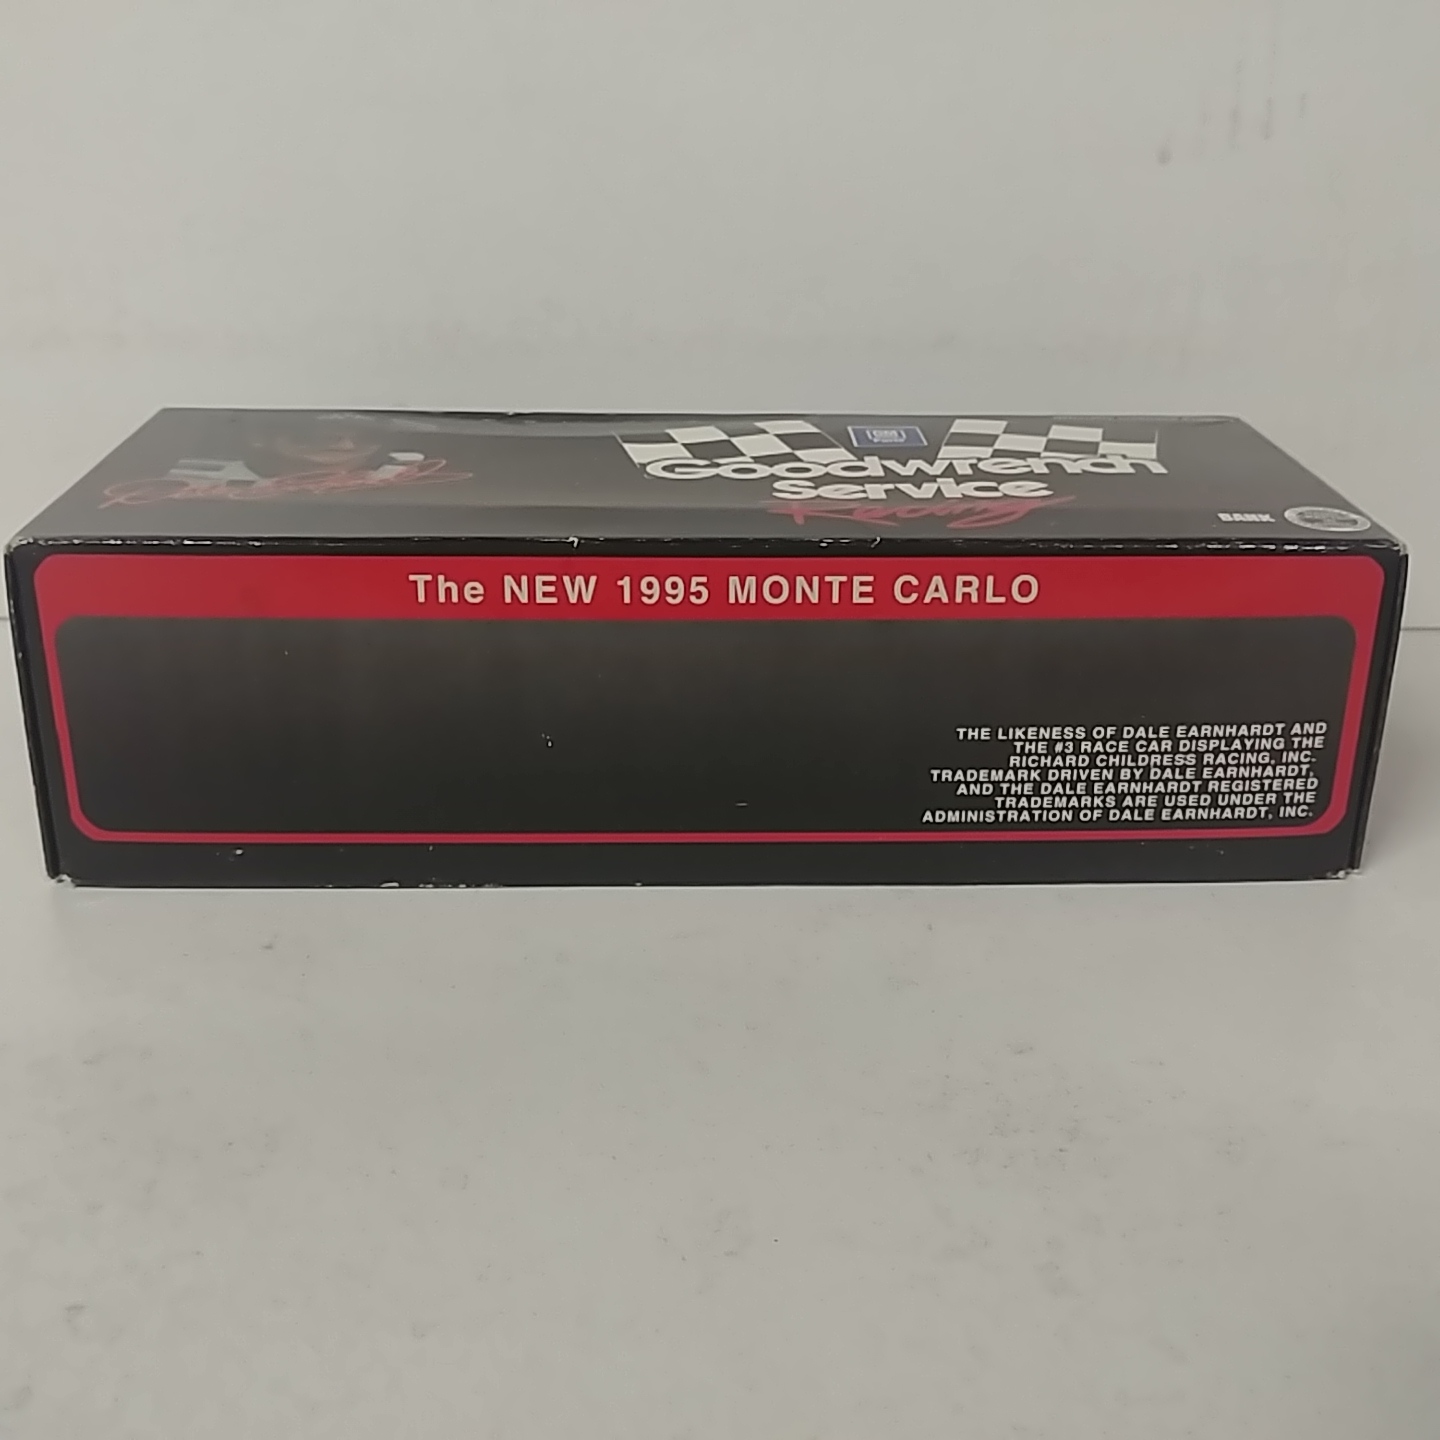 GM
Parts
Goodwrench
Service
Racing
BANK
The NEW 1995 MONTE CARLO
THE LIKENESS OF DALE EARNHARDT AND
THE #3 RACE CAR DISPLAYING THE
RICHARD CHILDRESS RACING, INC.
TRADEMARK DRIVEN BY DALE EARNHARDT,
AND THE DALE EARNHARDT REGISTERED
TRADEMARKS ARE USED UNDER THE
ADMINISTRATION OF DALE EARNHARDT, INC.